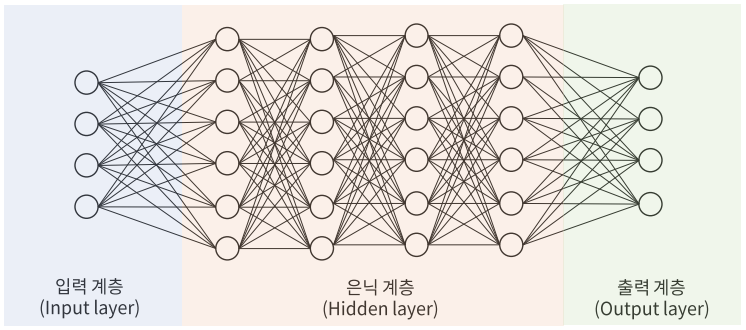 입력 계층
(Input layer)
은닉 계층
(Hidden layer)
출력 계층
(Output layer)